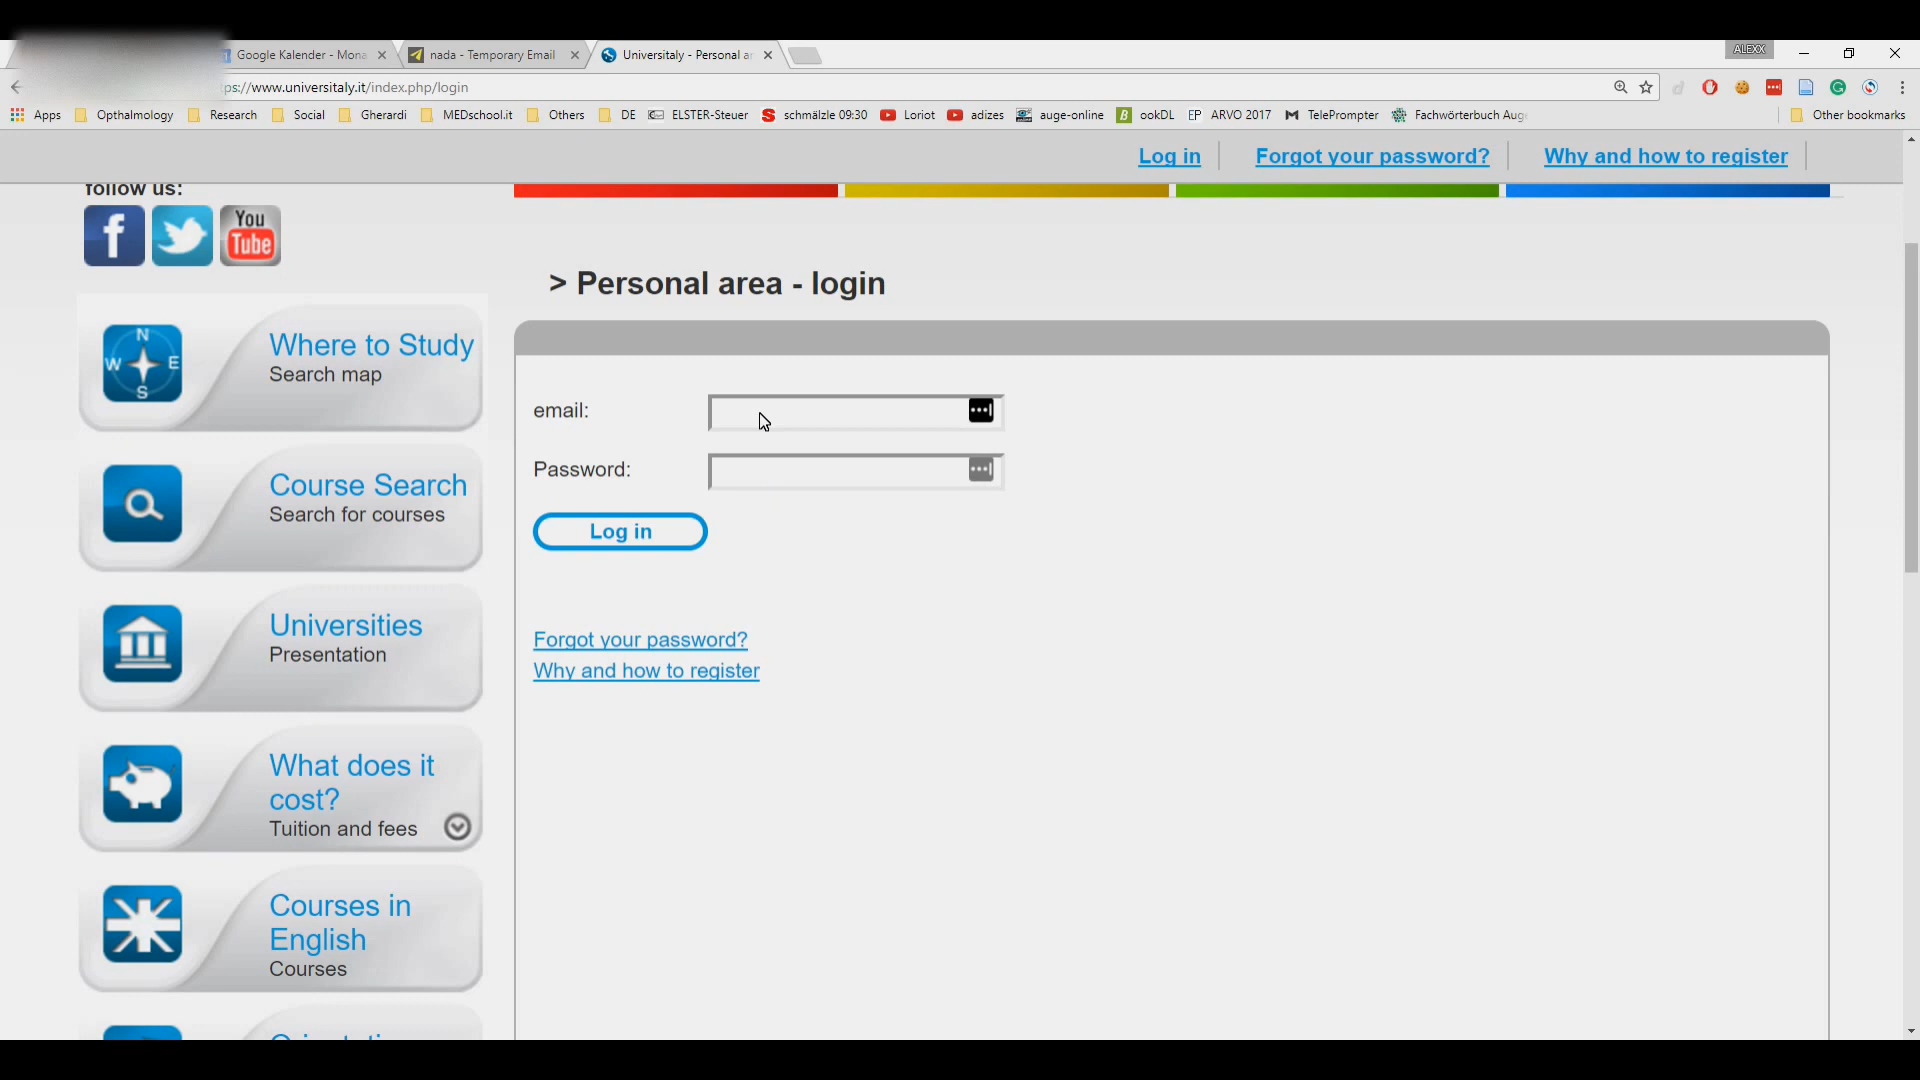 Google Kalender - Mona
nada - Temporary Email
Universitaly - Personal ar
ALEXX
ps://www.universitaly.it/index.php/login
Apps
Opthalmology
Research
Social
Gherardi
MEDschool.it
Others
DE
ELSTER-Steuer
schmälzle 09:30
Loriot
adizes
auge-online
ookDL
EP ARVO 2017
TelePrompter
Fachwörterbuch Auge
Other bookmarks
Log in
Forgot your password?
Why and how to register
follow us:
You
Tube
> Personal area - login
N
W E
S
Where to Study
Search map
email:
Password:
Log in
Course Search
Search for courses
Universities
Presentation
Forgot your password?
Why and how to register
What does it
cost?
Tuition and fees
Courses in
English
Courses